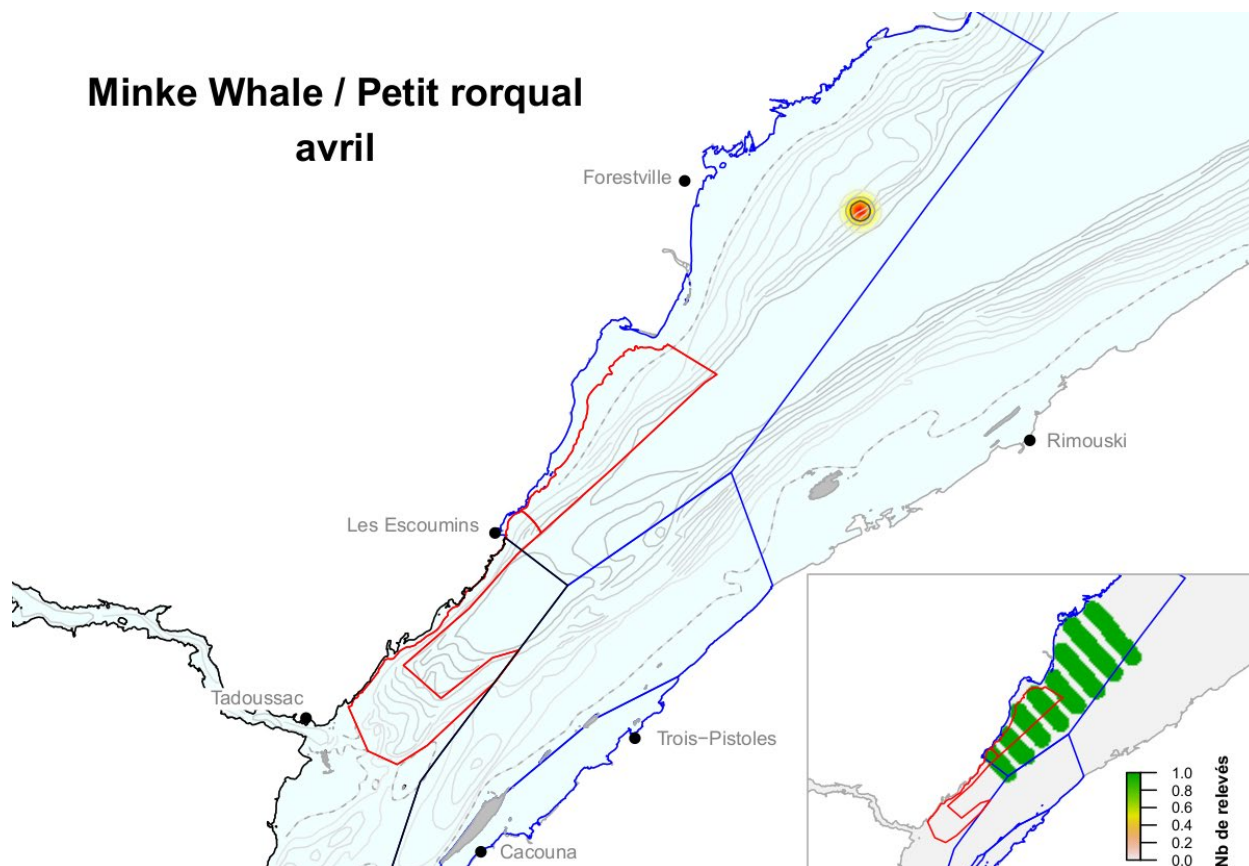 Minke Whale / Petit rorqual
avril
Forestville
Rimouski
Les Escoumins
Tadoussac
Trois−Pistoles
Cacouna
1.0
0.8
0.6
0.4
0.2
0.0
Nb de relevés